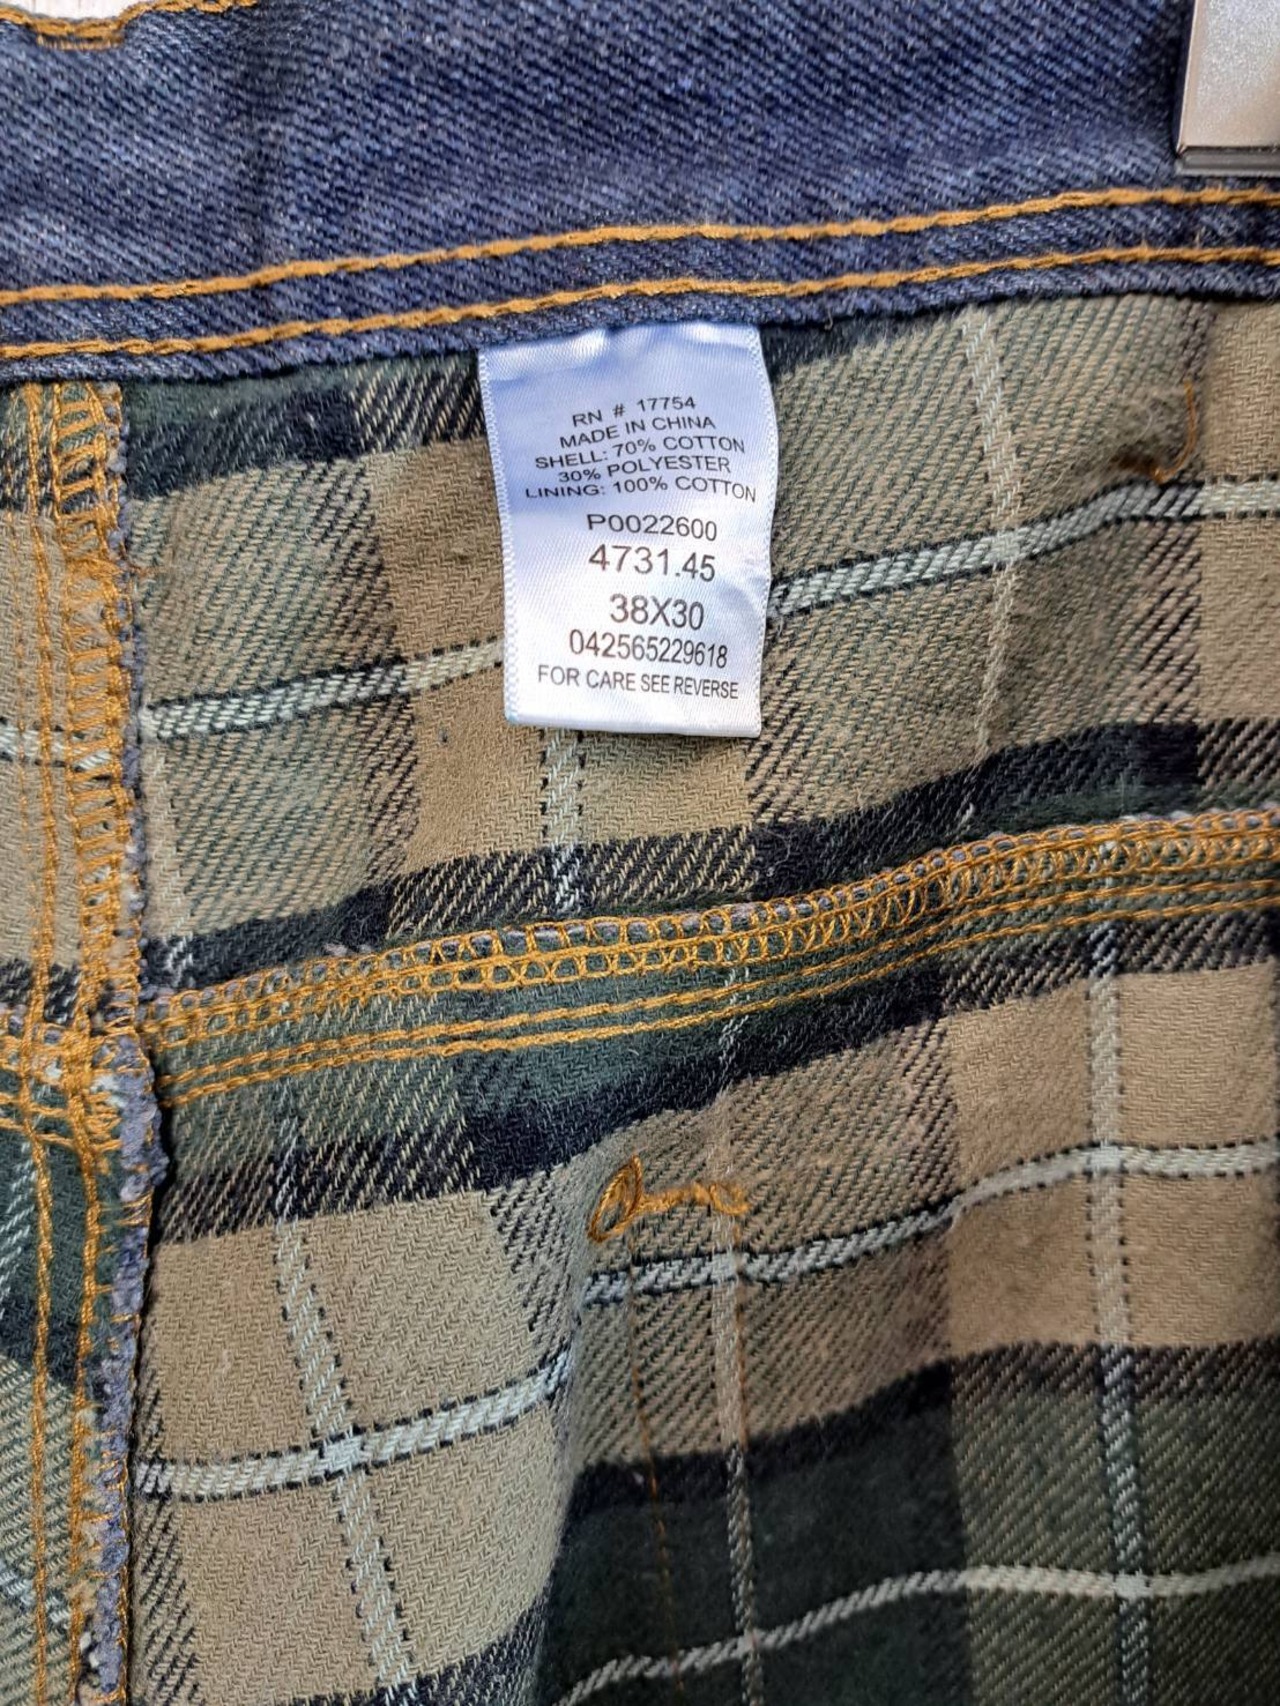 RN # 17754
MADE IN CHINA
SHELL: 70% COTTON
30% POLYESTER
LINING: 100% COTTON
P0022600
4731.45
38X30
042565229618
FOR CARE SEE REVERSE